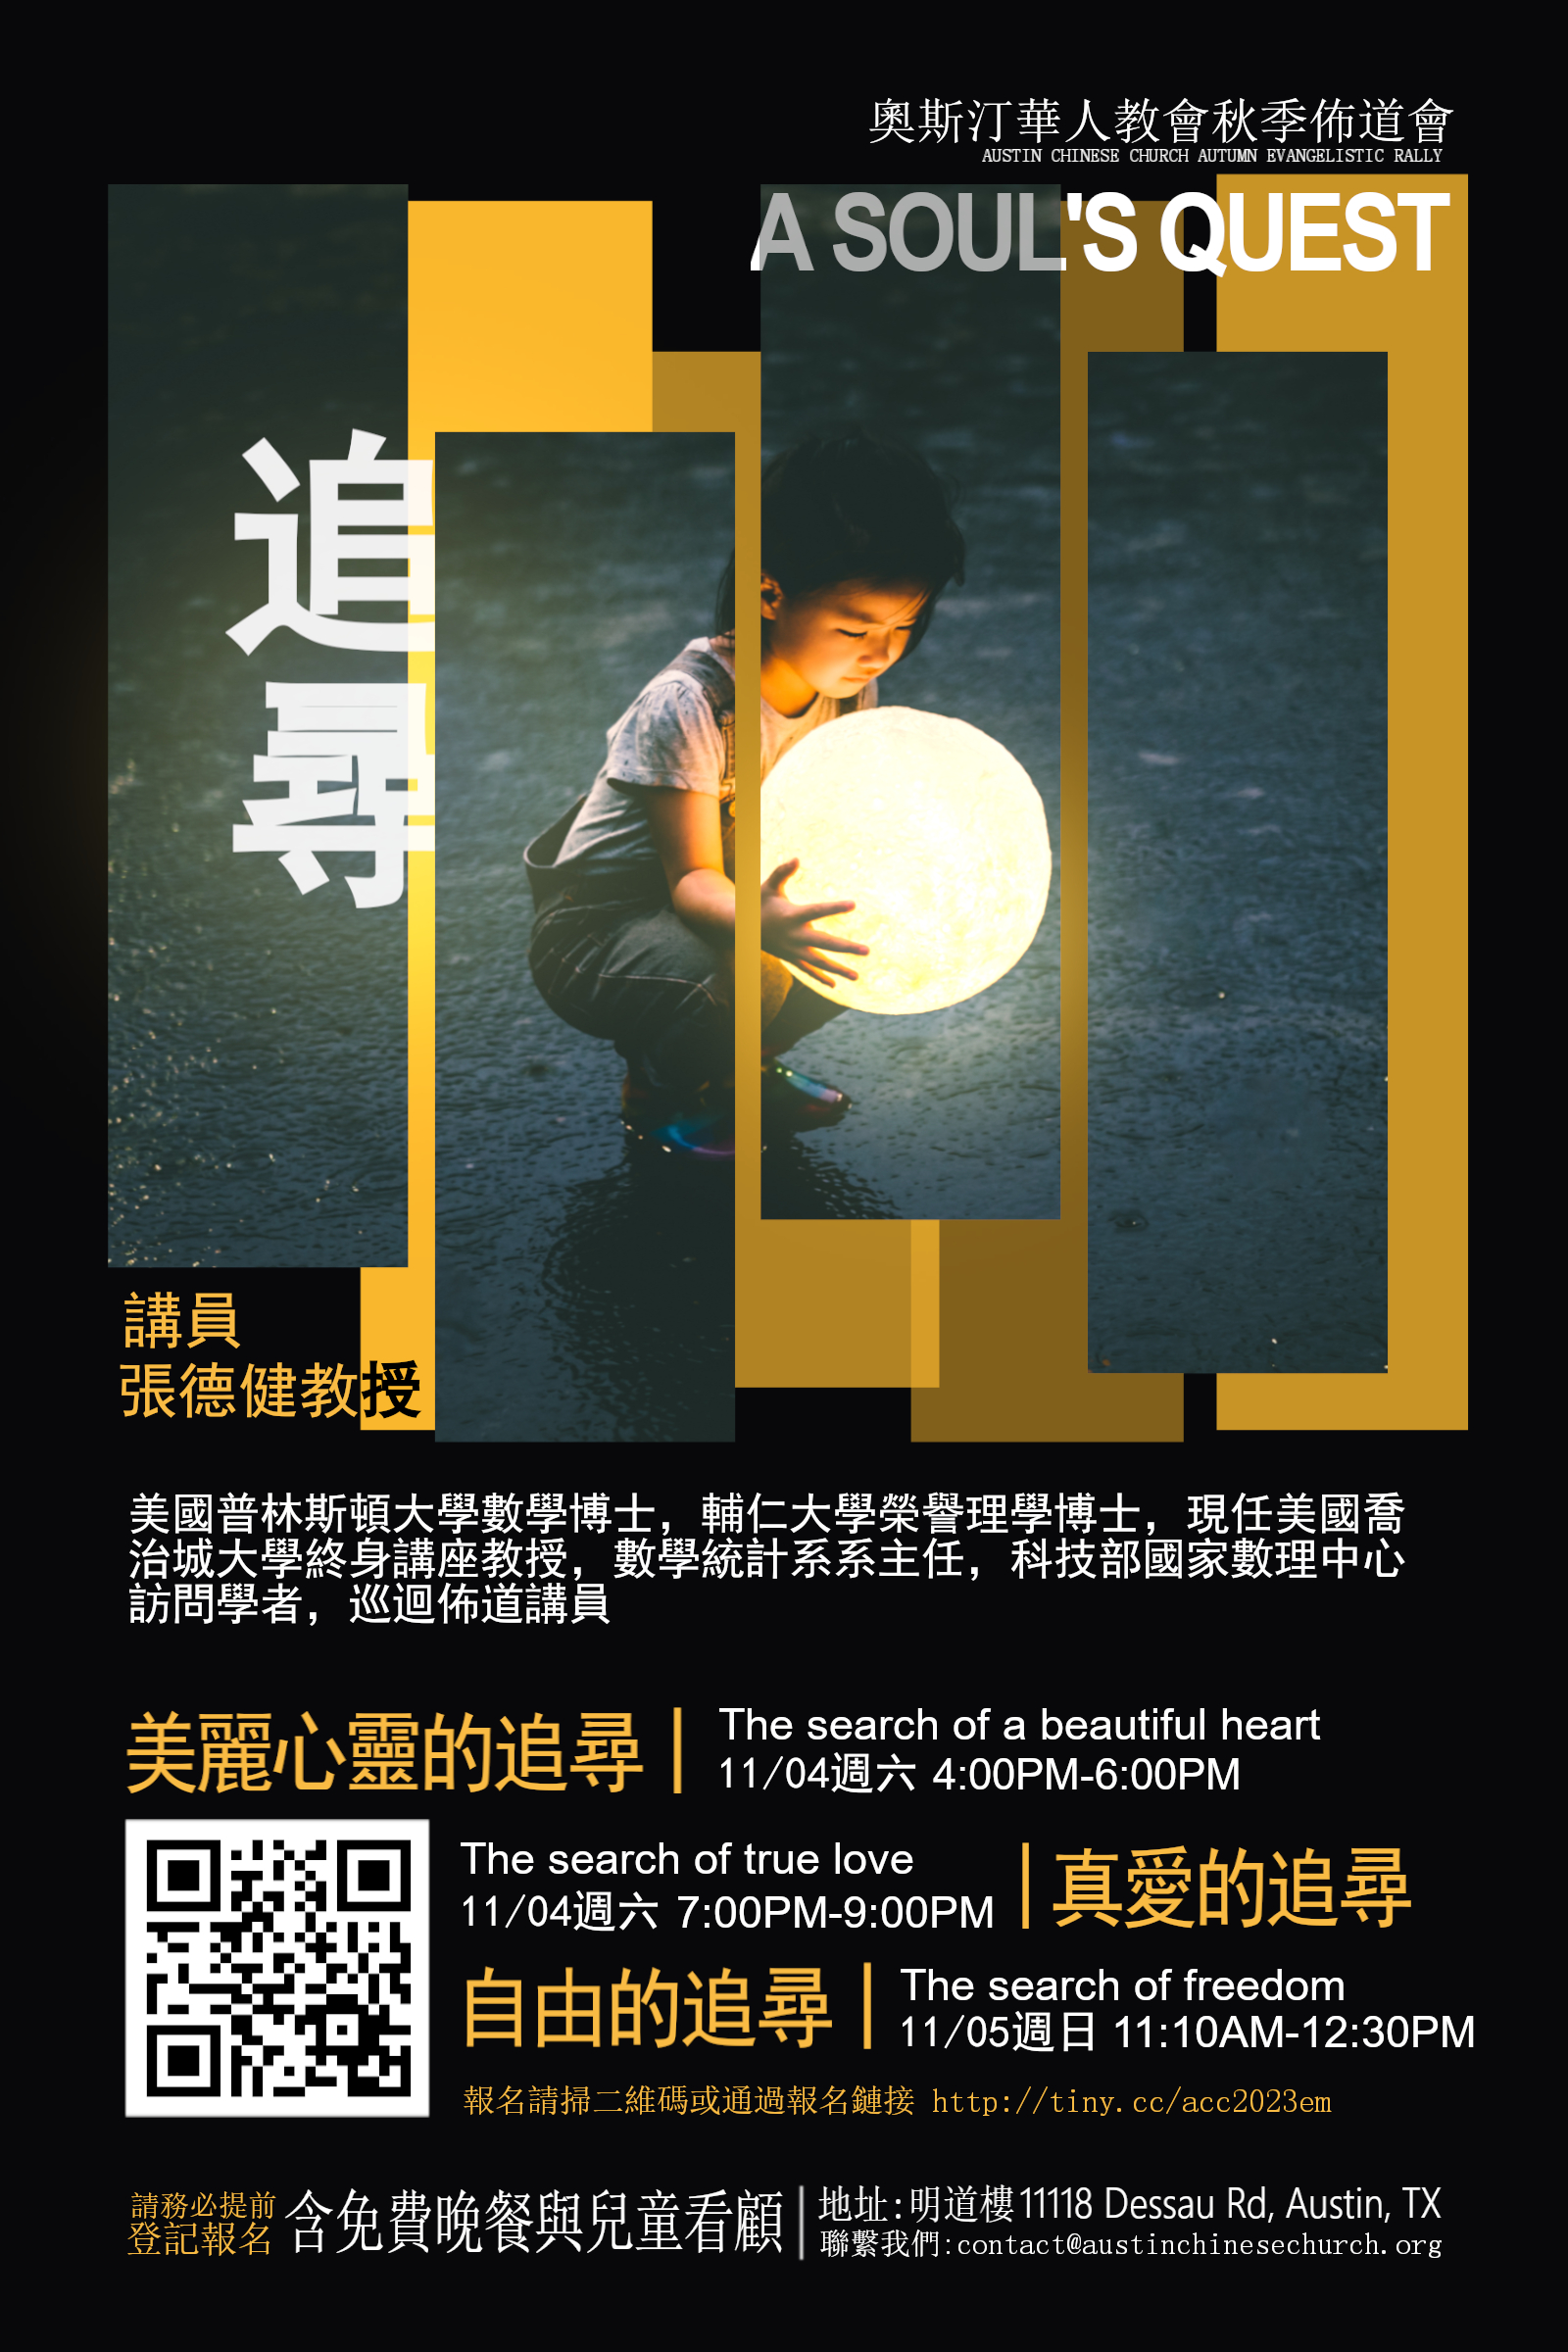 奧斯汀華人教會秋季佈道會
AUSTIN CHINESE CHURCH AUTUMN EVANGELISTIC RALLY
A SOUL'S QUEST
追
尋
講員
張德健教授
美國普林斯頓大學數學博士，輔仁大學榮譽理學博士，現任美國喬
治城大學終身講座教授，數學統計系系主任，科技部國家數理中心
訪問學者，巡迴佈道講員
美麗心靈的追尋
The search of a beautiful heart
11/04週六 4:00PM-6:00PM
The search of true love
11/04週六 7:00PM-9:00PM
真愛的追尋
自由的追尋
The search of freedom
11/05週日 11:10AM-12:30PM
報名請掃二維碼或通過報名鏈接 http://tiny.cc/acc2023em
請務必提前
登記報名
含免費晚餐與兒童看顧
地址:明道樓11118 Dessau Rd, Austin, TX
聯繫我們:contact@austinchinesechurch.org